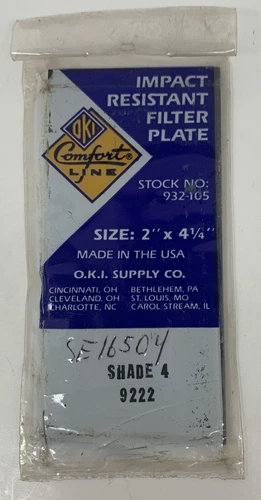 IMPACT
RESISTANT
FILTER
PLATE
OKI
Comfort®
LINE
STOCK NO:
932-105
SIZE: 2" x 4¼"
MADE IN THE USA
O.K.I. SUPPLY CO.
CINCINNATI, OH BETHLEHEM, PA
CLEVELAND, OH ST. LOUIS, MO
CHARLOTTE, NC CAROL STREAM, IL
SE16504
SHADE 4
9222